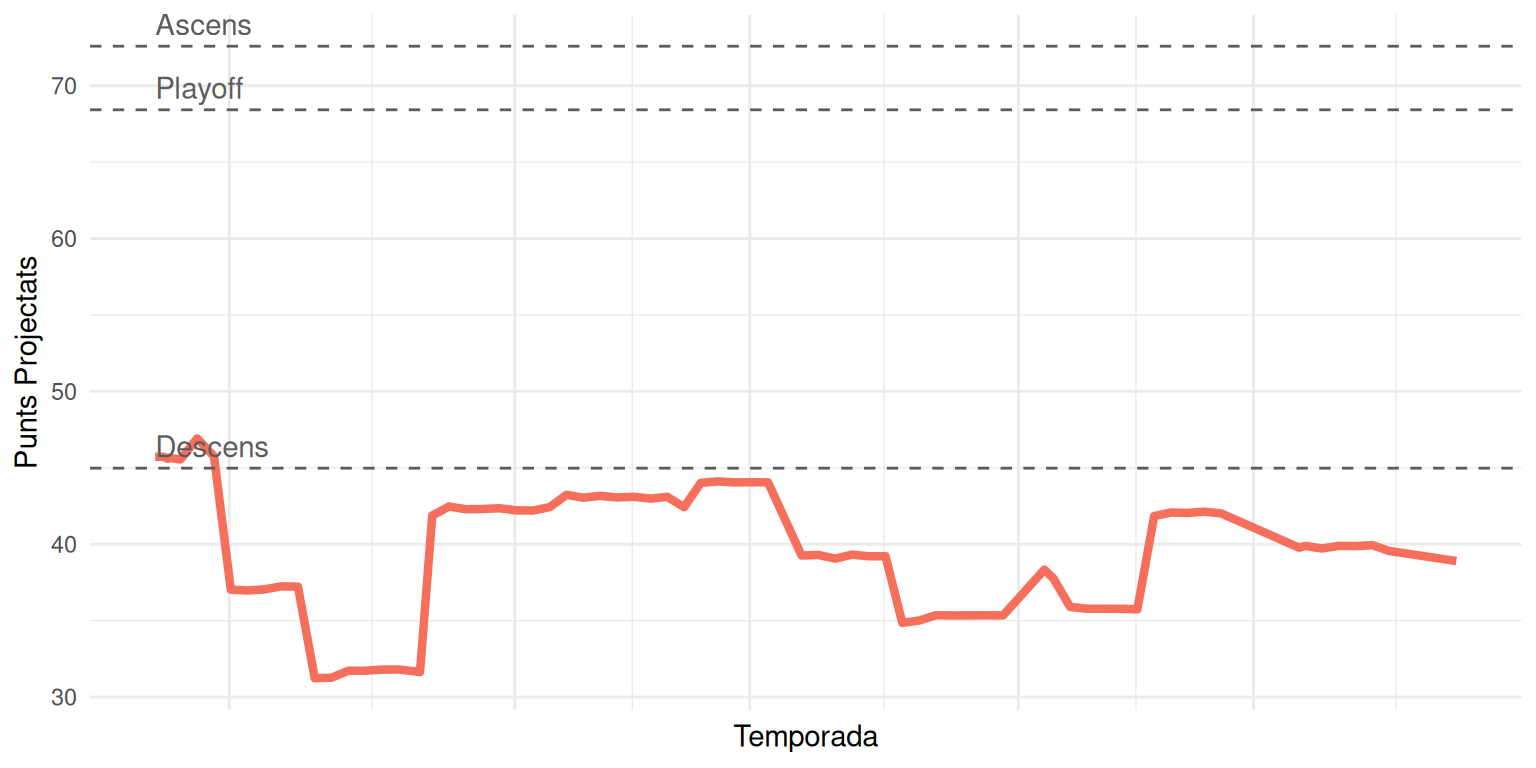 Ascens
70
Playoff
60
50
Descens
40
30
Punts Projectats
Temporada